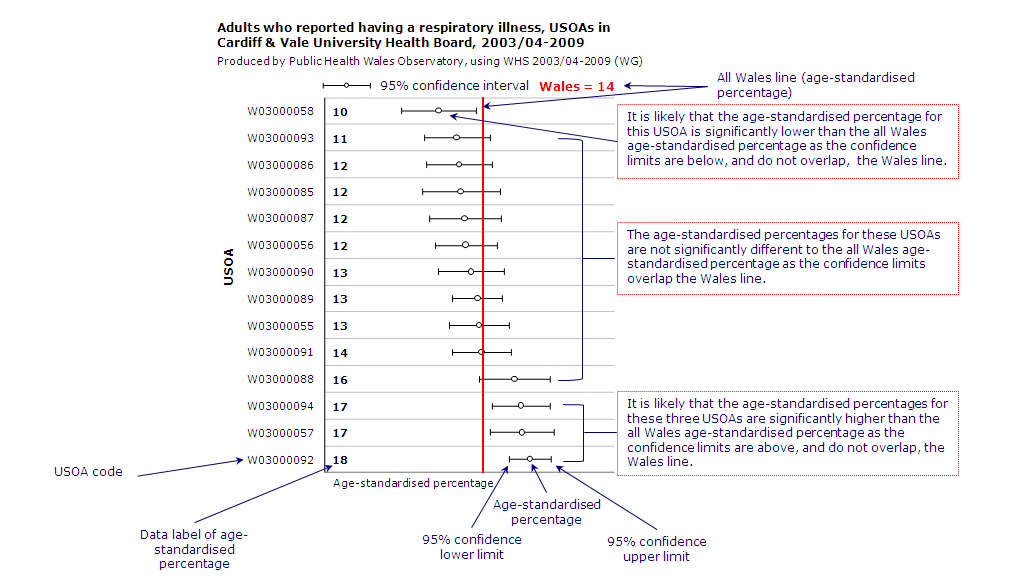 Adults who reported having a respiratory illness, USOAs in
Cardiff & Vale University Health Board, 2003/04-2009
Produced by Public Health Wales Observatory, using WHS 2003/04-2009 (WG)
95% confidence interval
Wales = 14
All Wales line (age-standardised
percentage)
W03000058 10
W03000093 11
W03000086 12
W03000085 12
W03000087 12
W03000056 12
W03000090 13
W03000089 13
W03000055 13
W03000091 14
W03000088 16
W03000094 17
W03000057 17
W03000092 18
USOA
Age-standardised percentage
It is likely that the age-standardised percentage for
this USOA is significantly lower than the all Wales
age-standardised percentage as the confidence
limits are below, and do not overlap, the Wales line.
The age-standardised percentages for these USOAs
are not significantly different to the all Wales age-
standardised percentage as the confidence limits
overlap the Wales line.
It is likely that the age-standardised percentages for
these three USOAs are significantly higher than the
all Wales age-standardised percentage as the
confidence limits are above, and do not overlap, the
Wales line.
USOA code
Data label of age-
standardised
percentage
95% confidence
lower limit
Age-standardised
percentage
95% confidence
upper limit